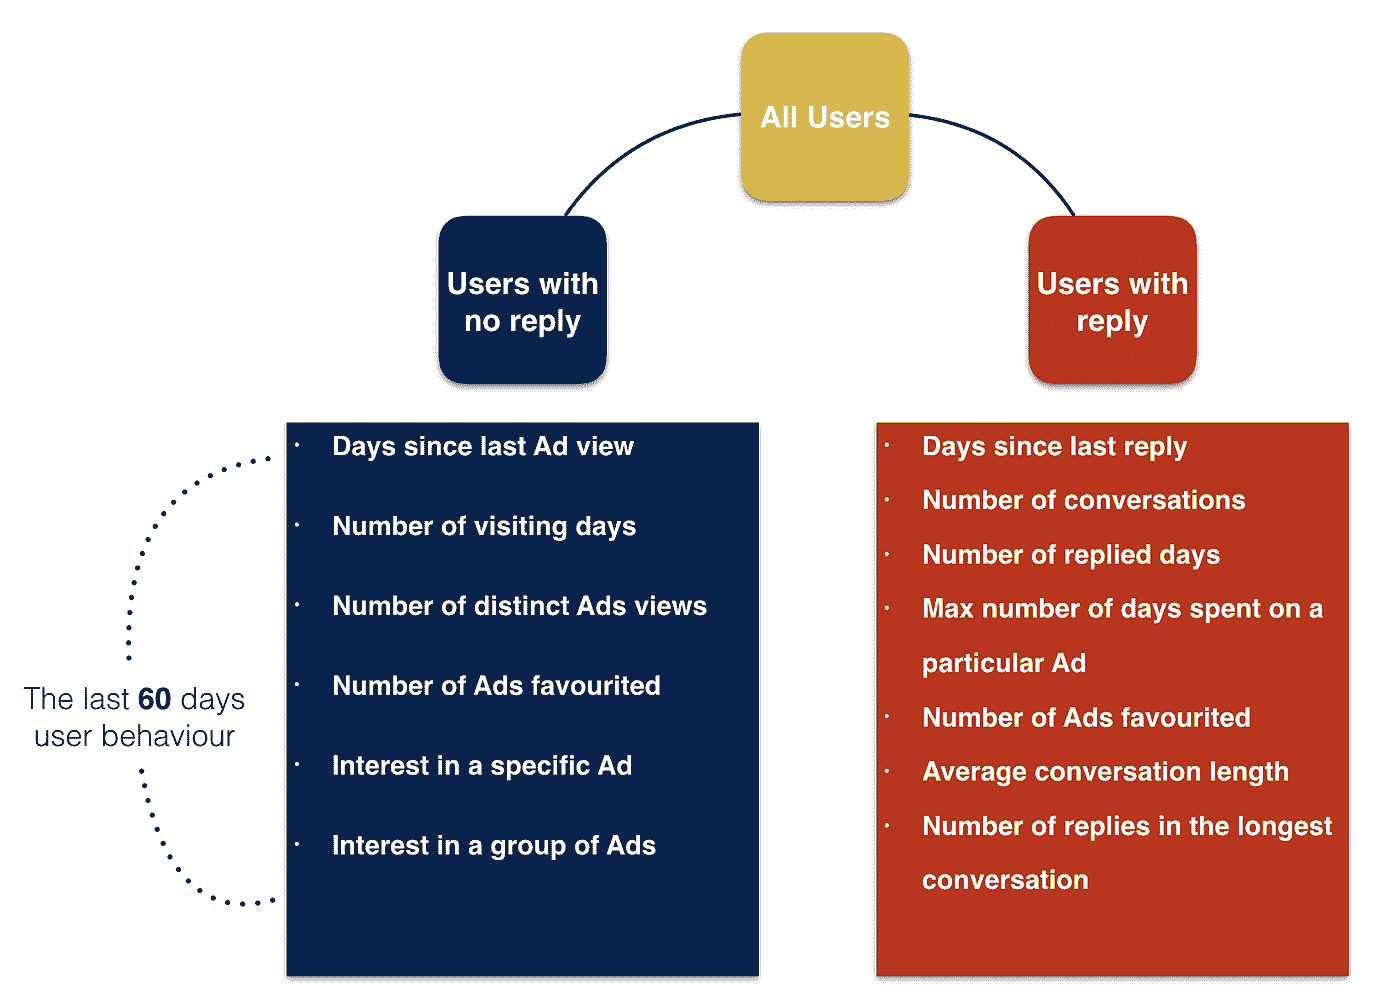 All Users
Users with
no reply
Users with
reply
· Days since last Ad view
· Number of visiting days
· Number of distinct Ads views
· Number of Ads favourited
· Interest in a specific Ad
· Interest in a group of Ads
· Days since last reply
· Number of conversations
· Number of replied days
· Max number of days spent on a
particular Ad
· Number of Ads favourited
· Average conversation length
· Number of replies in the longest
conversation
The last 60 days
user behaviour